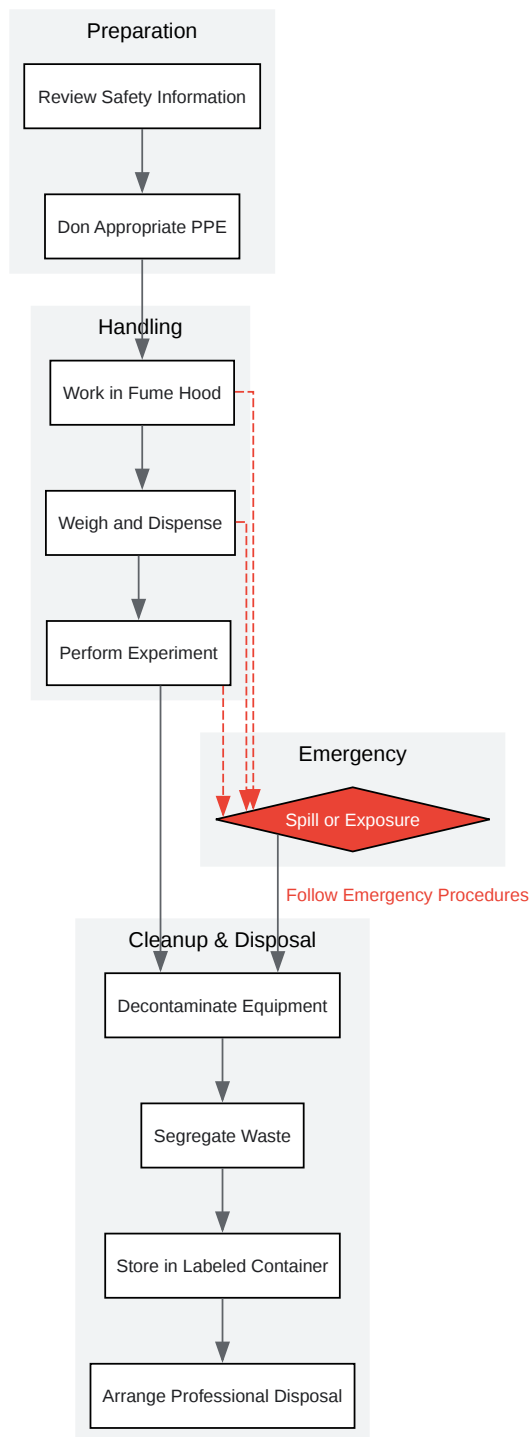 Preparation
Review Safety Information
Don Appropriate PPE
Handling
Work in Fume Hood
Weigh and Dispense
Perform Experiment
Emergency
Spill or Exposure
Follow Emergency Procedures
Cleanup & Disposal
Decontaminate Equipment
Segregate Waste
Store in Labeled Container
Arrange Professional Disposal